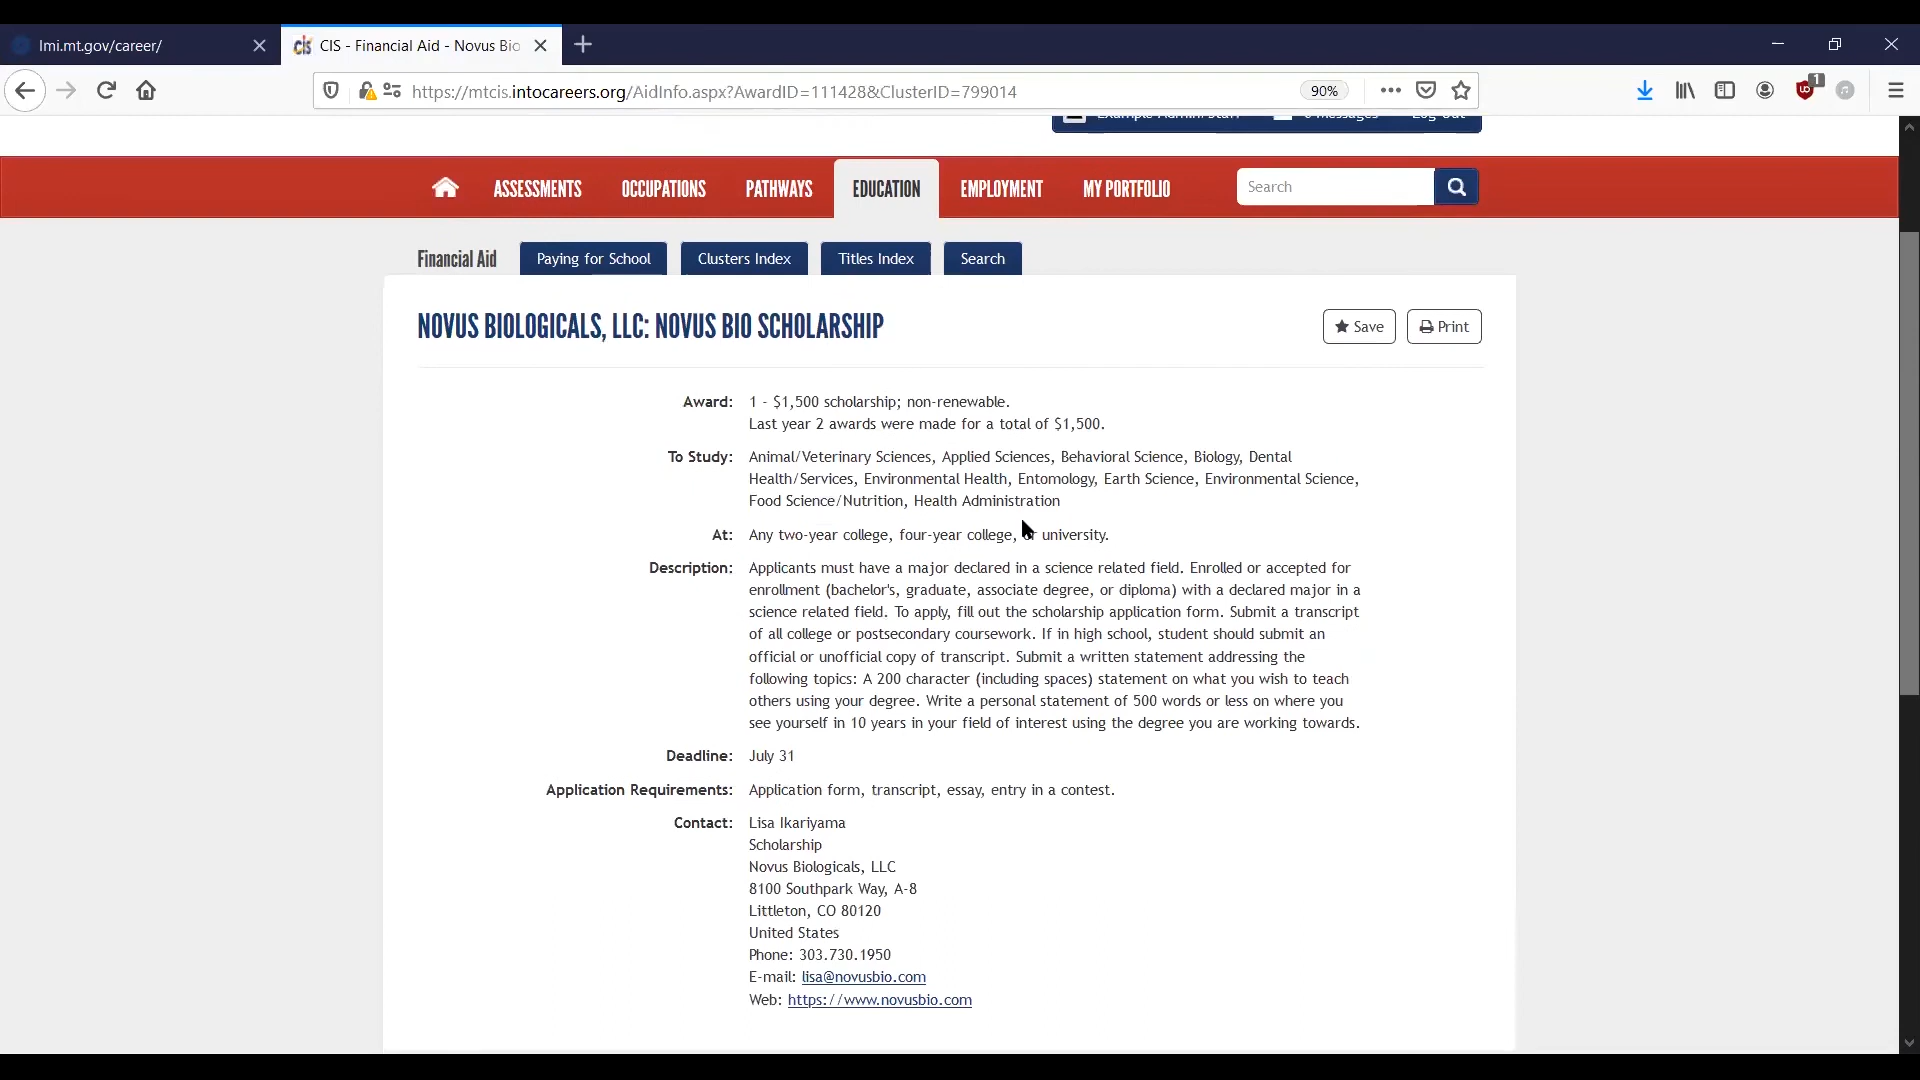 lmi.mt.gov/career/
CIS - Financial Aid - Novus Bio
https://mtcis.intocareers.org/AidInfo.aspx?AwardID=111428&ClusterID=799014
90%
1
Example Admin/Staff 0 Messages Log Out
ASSESSMENTS OCCUPATIONS PATHWAYS EDUCATION EMPLOYMENT MY PORTFOLIO Search
Financial Aid Paying for School Clusters Index Titles Index Search
NOVUS BIOLOGICALS, LLC: NOVUS BIO SCHOLARSHIP
Save Print
Award: 1 - $1,500 scholarship; non-renewable.
Last year 2 awards were made for a total of $1,500.
To Study: Animal/Veterinary Sciences, Applied Sciences, Behavioral Science, Biology, Dental
Health/Services, Environmental Health, Entomology, Earth Science, Environmental Science,
Food Science/Nutrition, Health Administration
At: Any two-year college, four-year college, or university.
Description: Applicants must have a major declared in a science related field. Enrolled or accepted for
enrollment (bachelor's, graduate, associate degree, or diploma) with a declared major in a
science related field. To apply, fill out the scholarship application form. Submit a transcript
of all college or postsecondary coursework. If in high school, student should submit an
official or unofficial copy of transcript. Submit a written statement addressing the
following topics: A 200 character (including spaces) statement on what you wish to teach
others using your degree. Write a personal statement of 500 words or less on where you
see yourself in 10 years in your field of interest using the degree you are working towards.
Deadline: July 31
Application Requirements: Application form, transcript, essay, entry in a contest.
Contact: Lisa Ikariyama
Scholarship
Novus Biologicals, LLC
8100 Southpark Way, A-8
Littleton, CO 80120
United States
Phone: 303.730.1950
E-mail: lisa@novusbio.com
Web: https://www.novusbio.com